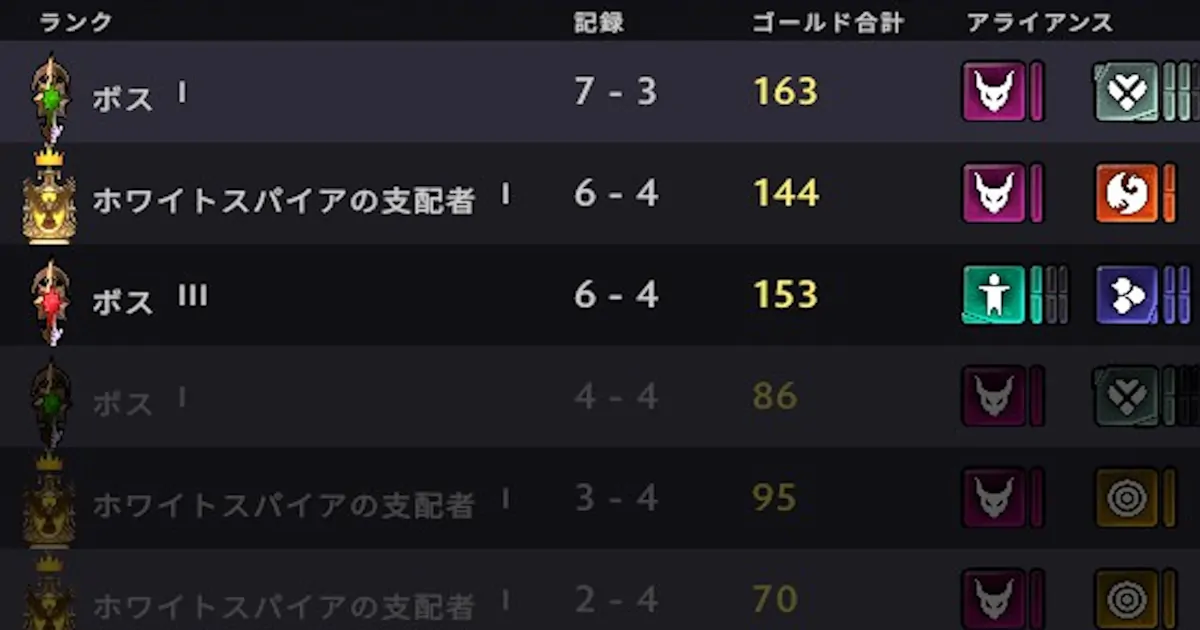 ランク 記録 ゴールド合計 アライアンス
ボス I 7 - 3 163
ホワイトスパイアの支配者 I 6 - 4 144
ボス III 6 - 4 153
ボス I 4 - 4 86
ホワイトスパイアの支配者 I 3 - 4 95
ホワイトスパイアの支配者 I 2 - 4 70